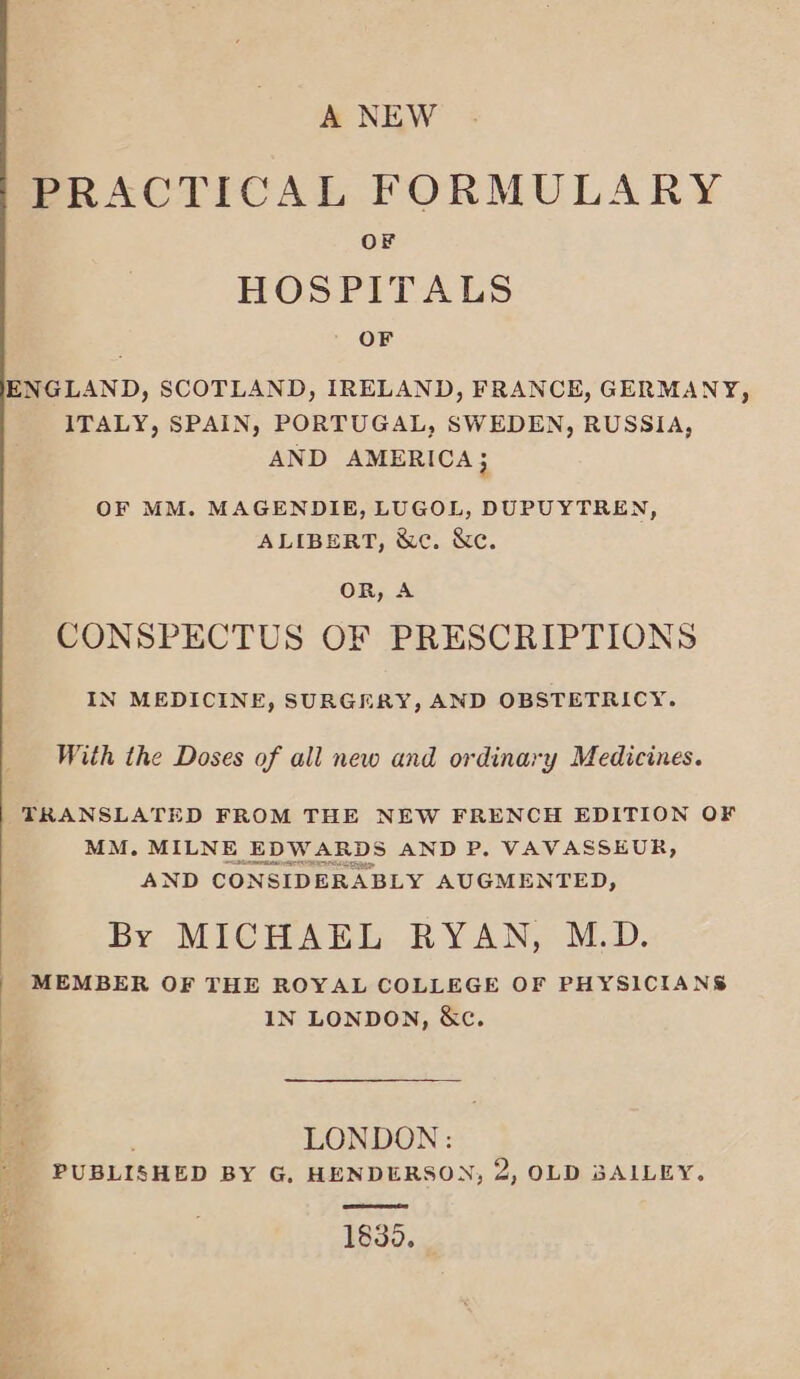 A NEW
PRACTICAL FORMULARY
OF
HOSPITALS
OF
ENGLAND, SCOTLAND, IRELAND, FRANCE, GERMANY,
ITALY, SPAIN, PORTUGAL, SWEDEN, RUSSIA,
AND AMERICA;
OF MM. MAGENDIE, LUGOL, DUPUYTREN,
ALIBERT, &c. &c.
OR, A
CONSPECTUS OF PRESCRIPTIONS
IN MEDICINE, SURGERY, AND OBSTETRICY.
With the Doses of all new and ordinary Medicines.
TRANSLATED FROM THE NEW FRENCH EDITION OF
MM. MILNE EDWARDS AND P. VAVASSEUR,
AND CONSIDERABLY AUGMENTED,
By MICHAEL RYAN, M.D.
MEMBER OF THE ROYAL COLLEGE OF PHYSICIANS
IN LONDON, &c.
LONDON:
PUBLISHED BY G. HENDERSON, 2, OLD BAILEY.
1835.